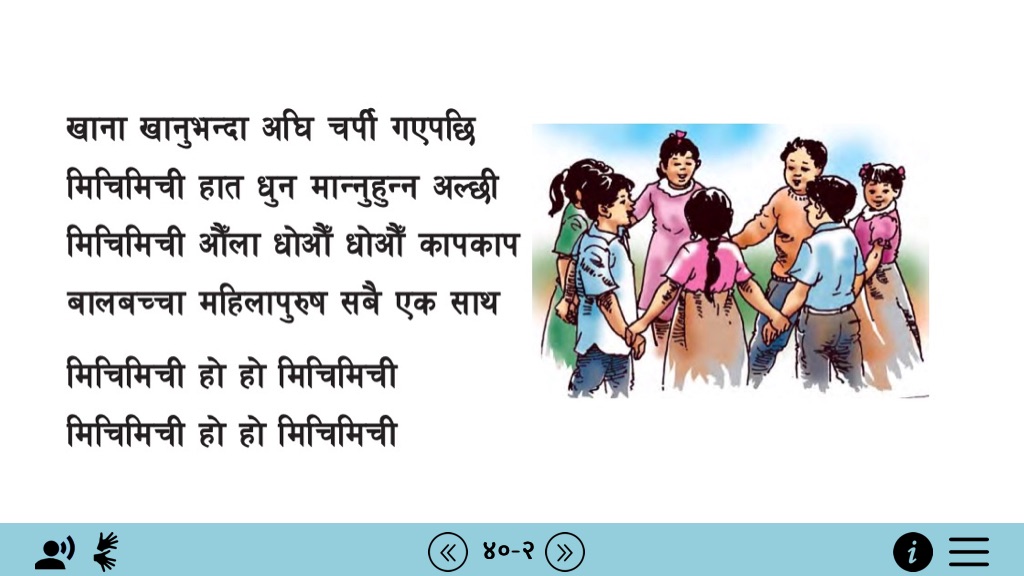 खाना खानुभन्दा अघि चर्पी गएपछि
मिचिमिची हात धुन मान्नुहुन्न अल्छी
मिचिमिची औँला धोऔँ धोऔँ कापकाप
बालबच्चा महिलापुरुष सबै एक साथ
मिचिमिची हो हो मिचिमिची
मिचिमिची हो हो मिचिमिची
४०-२